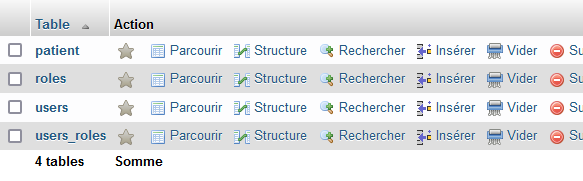 Table Action
patient Parcourir Structure Rechercher Insérer Vider
roles Parcourir Structure Rechercher Insérer Vider
users Parcourir Structure Rechercher Insérer Vider
users_roles Parcourir Structure Rechercher Insérer Vider
4 tables Somme